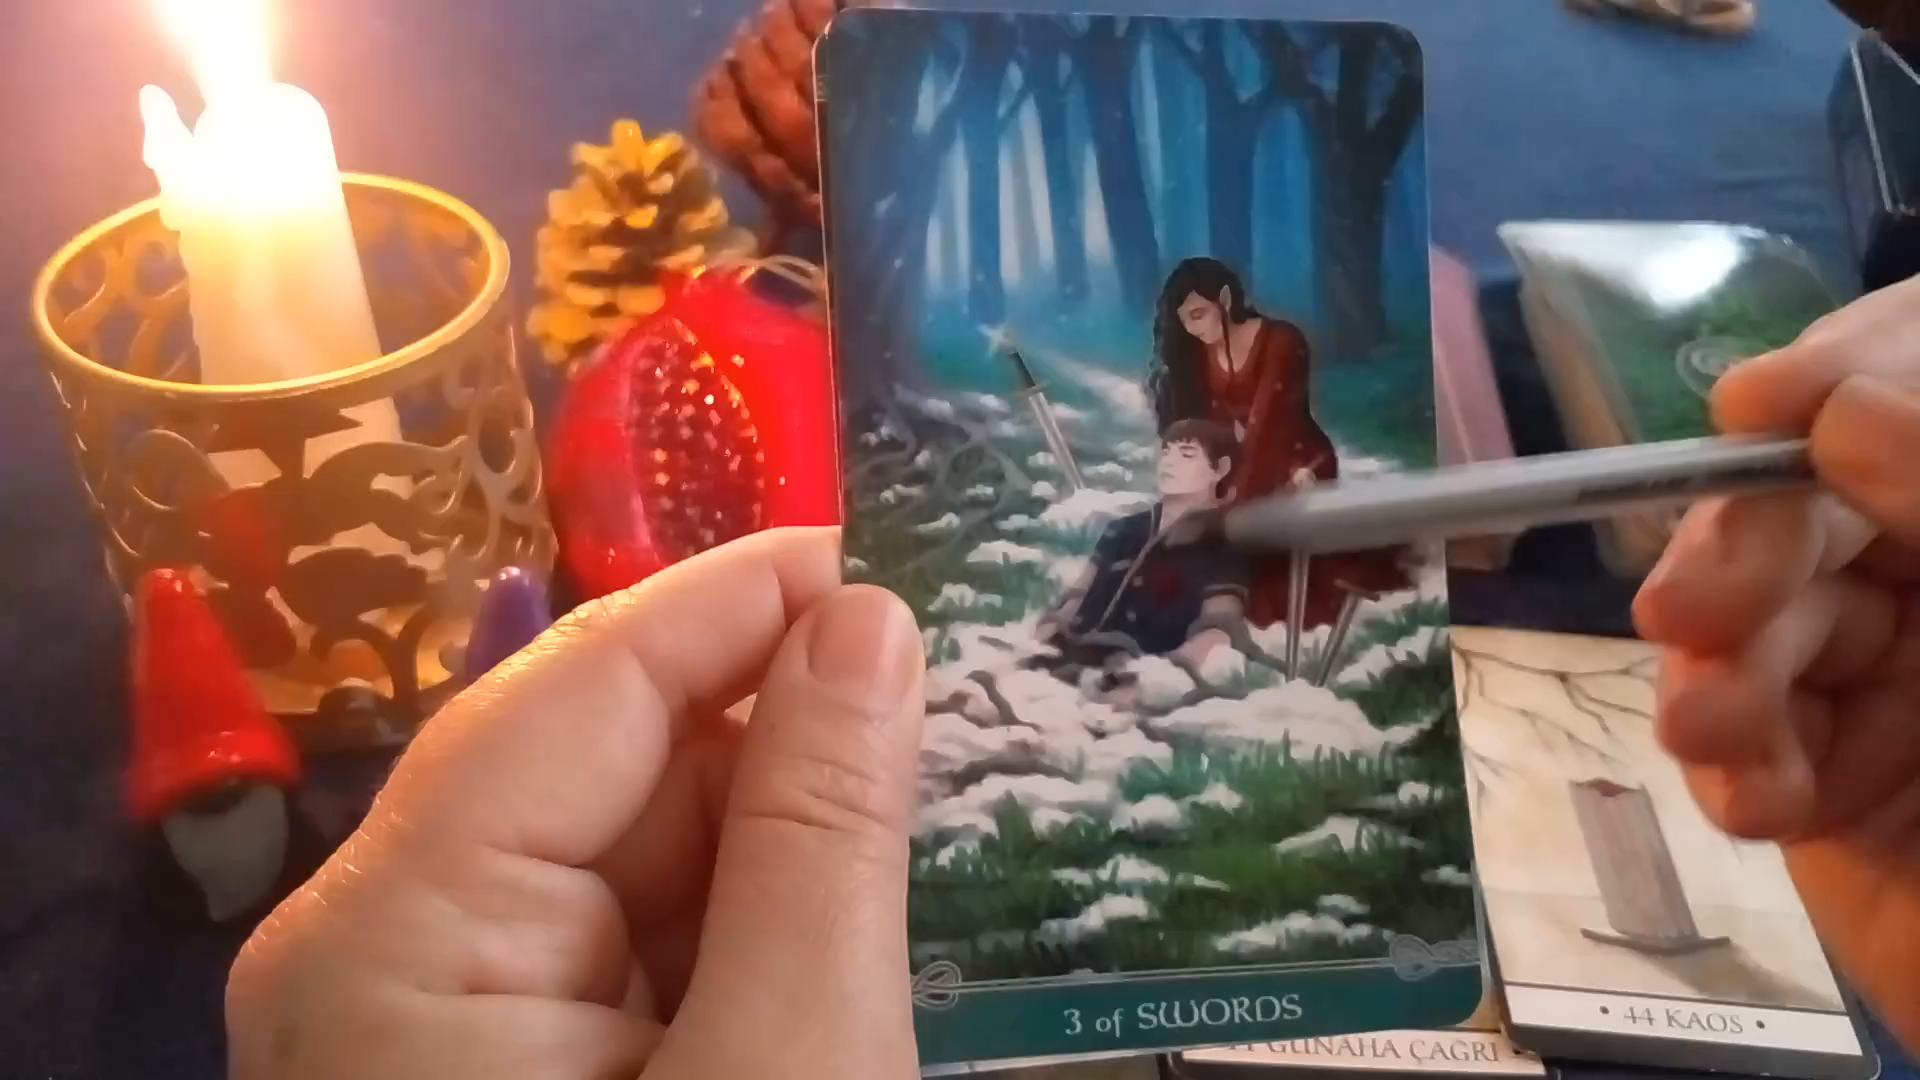 3 of SWORDS
• 44 KAOS •
GÜNAHA ÇAĞRI